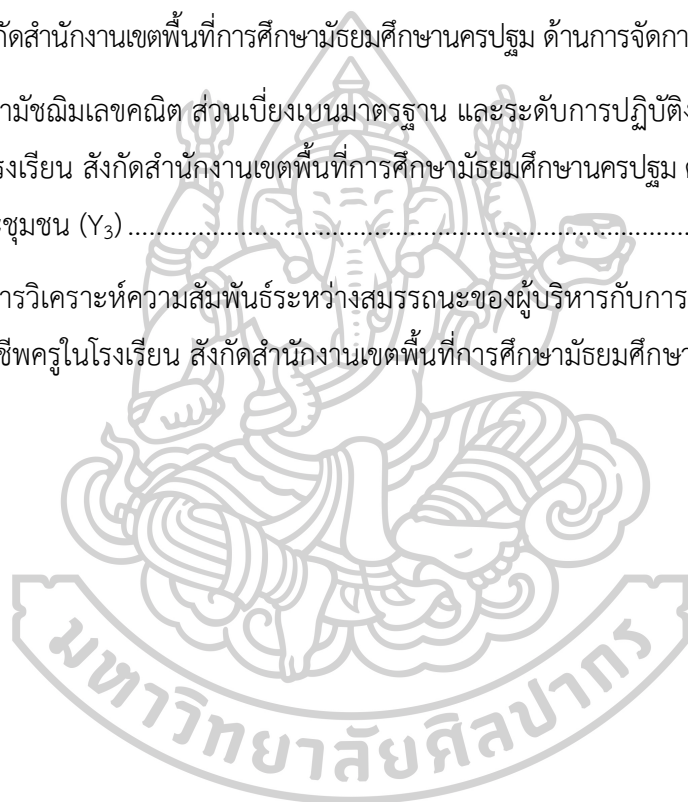 กัดสำนักงานเขตพื้นที่การศึกษามัธยมศึกษานครปฐม ด้านการจัดกา
ามัชฌิมเลขคณิต ส่วนเบี่ยงเบนมาตรฐาน และระดับการปฏิบัติง
รงเรียน สังกัดสำนักงานเขตพื้นที่การศึกษามัธยมศึกษานครปฐม
ะชุมชน (Y₃)
ารวิเคราะห์ความสัมพันธ์ระหว่างสมรรถนะของผู้บริหารกับการ
ชีพครูในโรงเรียน สังกัดสำนักงานเขตพื้นที่การศึกษามัธยมศึกษา
มหาวิทยาลัยศิลปากร